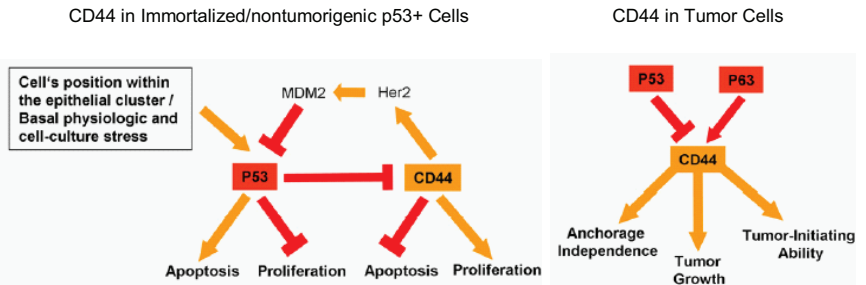 CD44 in Immortalized/nontumorigenic p53+ Cells
CD44 in Tumor Cells
Cell's position within
the epithelial cluster /
Basal physiologic and
cell-culture stress
MDM2
Her2
P53
CD44
Apoptosis
Proliferation
Apoptosis
Proliferation
P53
P63
CD44
Anchorage
Independence
Tumor
Growth
Tumor-Initiating
Ability